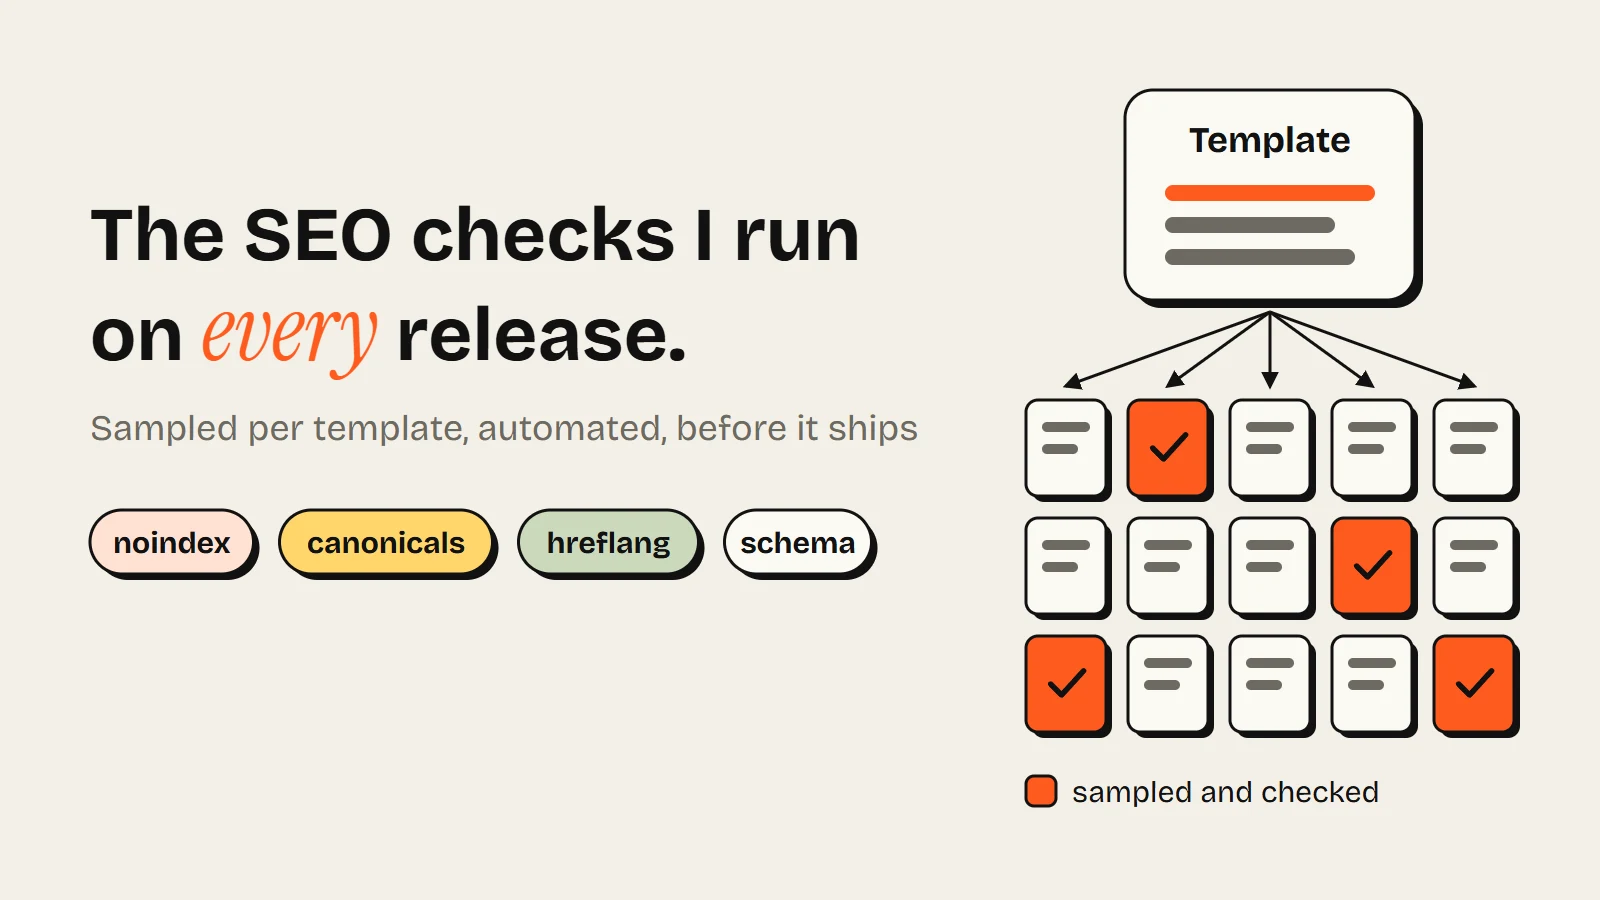 The SEO checks I run
on every release.
Sampled per template, automated, before it ships
noindex
canonicals
hreflang
schema
Template
sampled and checked